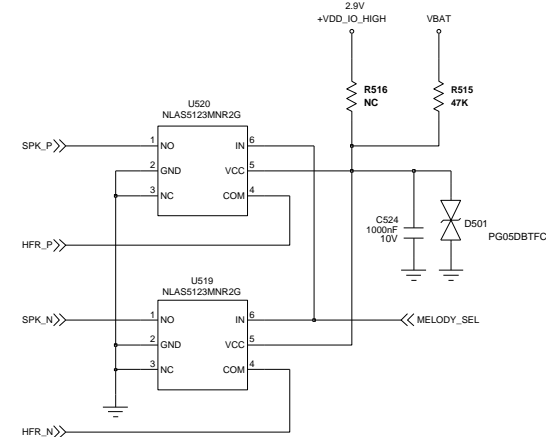 2.9V
+VDD_IO_HIGH
VBAT
R516
NC
R515
47K
U520
NLAS5123MNR2G
SPK_P
1
NO
IN
6
2
GND
VCC
5
3
NC
COM
4
HFR_P
C524
1000nF
10V
D501
PG05DBTFC
U519
NLAS5123MNR2G
SPK_N
1
NO
IN
6
MELODY_SEL
2
GND
VCC
5
3
NC
COM
4
HFR_N